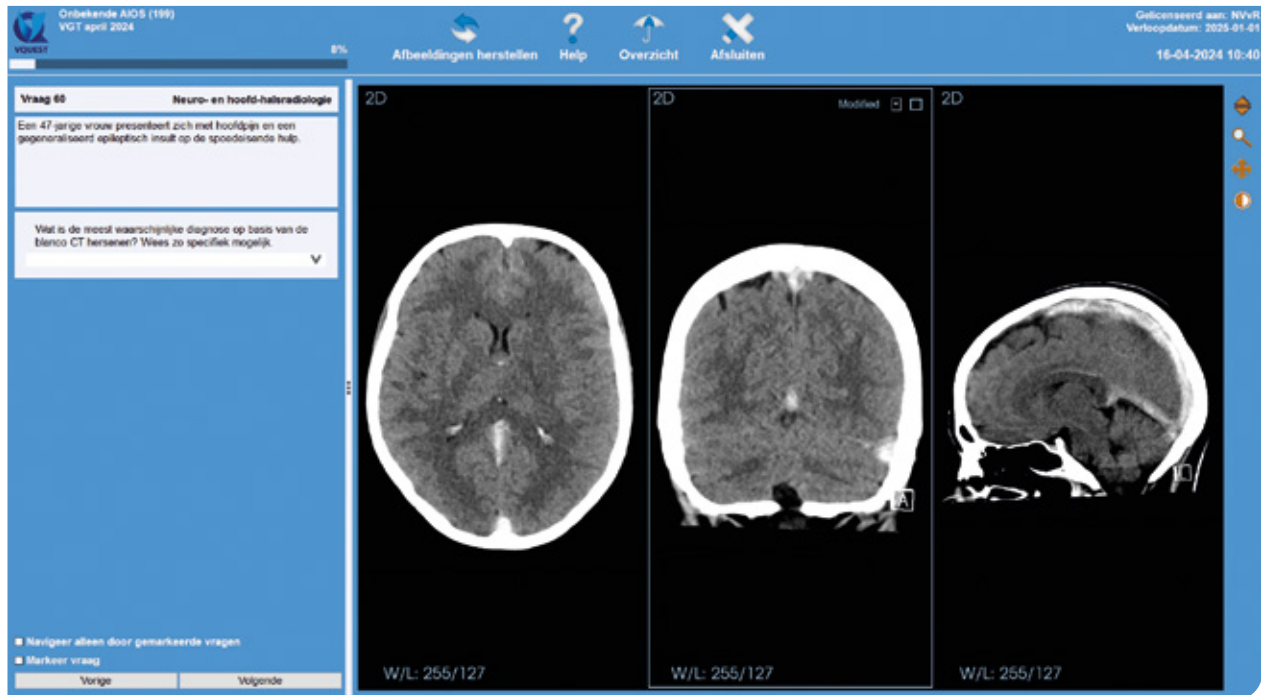 VQUEST
Onbekende AIOS (199)
VGT april 2024
8%
Afbeeldingen herstellen
Help
Overzicht
Afsluiten
Gelicenseerd aan: NVvR
Verloopdatum: 2025-01-01
16-04-2024 10:40
Vraag 60
Neuro- en hoofd-halsradiologie
Een 47-jarige vrouw presenteert zich met hoofdpijn en een
gegeneraliseerd epileptisch insult op de spoedeisende hulp.
Wat is de meest waarschijnlijke diagnose op basis van de
blanco CT hersenen? Wees zo specifiek mogelijk.
Navigeer alleen door gemarkeerde vragen
Markeer vraag
Vorige
Volgende
2D
W/L: 255/127
2D
Modified
A
W/L: 255/127
2D
L
W/L: 255/127